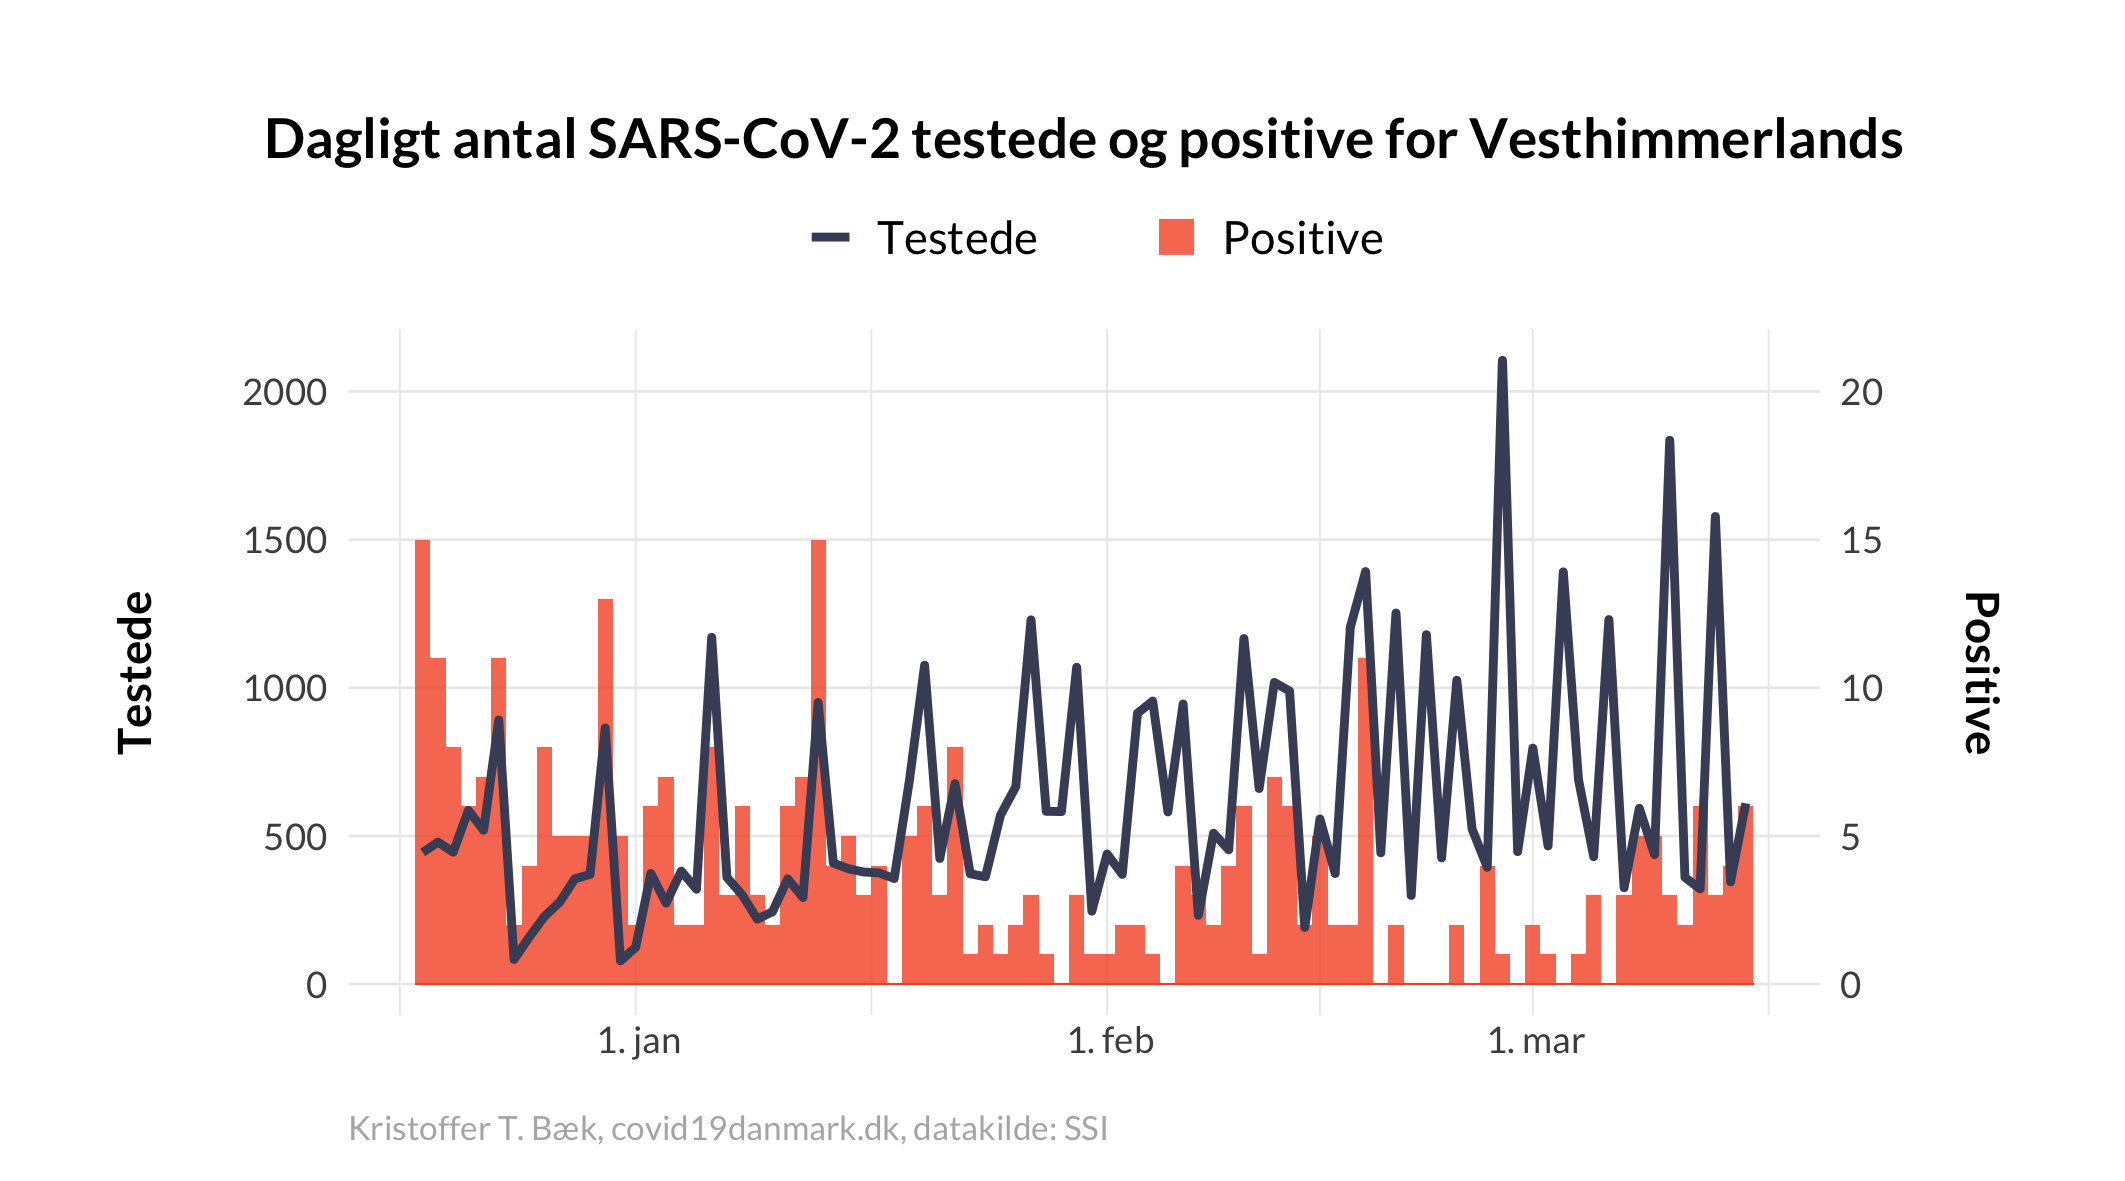 Dagligt antal SARS-CoV-2 testede og positive for Vesthimmerlands
Testede
Positive
2000
1500
1000
500
0
20
15
10
5
0
Testede
Positive
1. jan
1. feb
1. mar
Kristoffer T. Bæk, covid19danmark.dk, datakilde: SSI